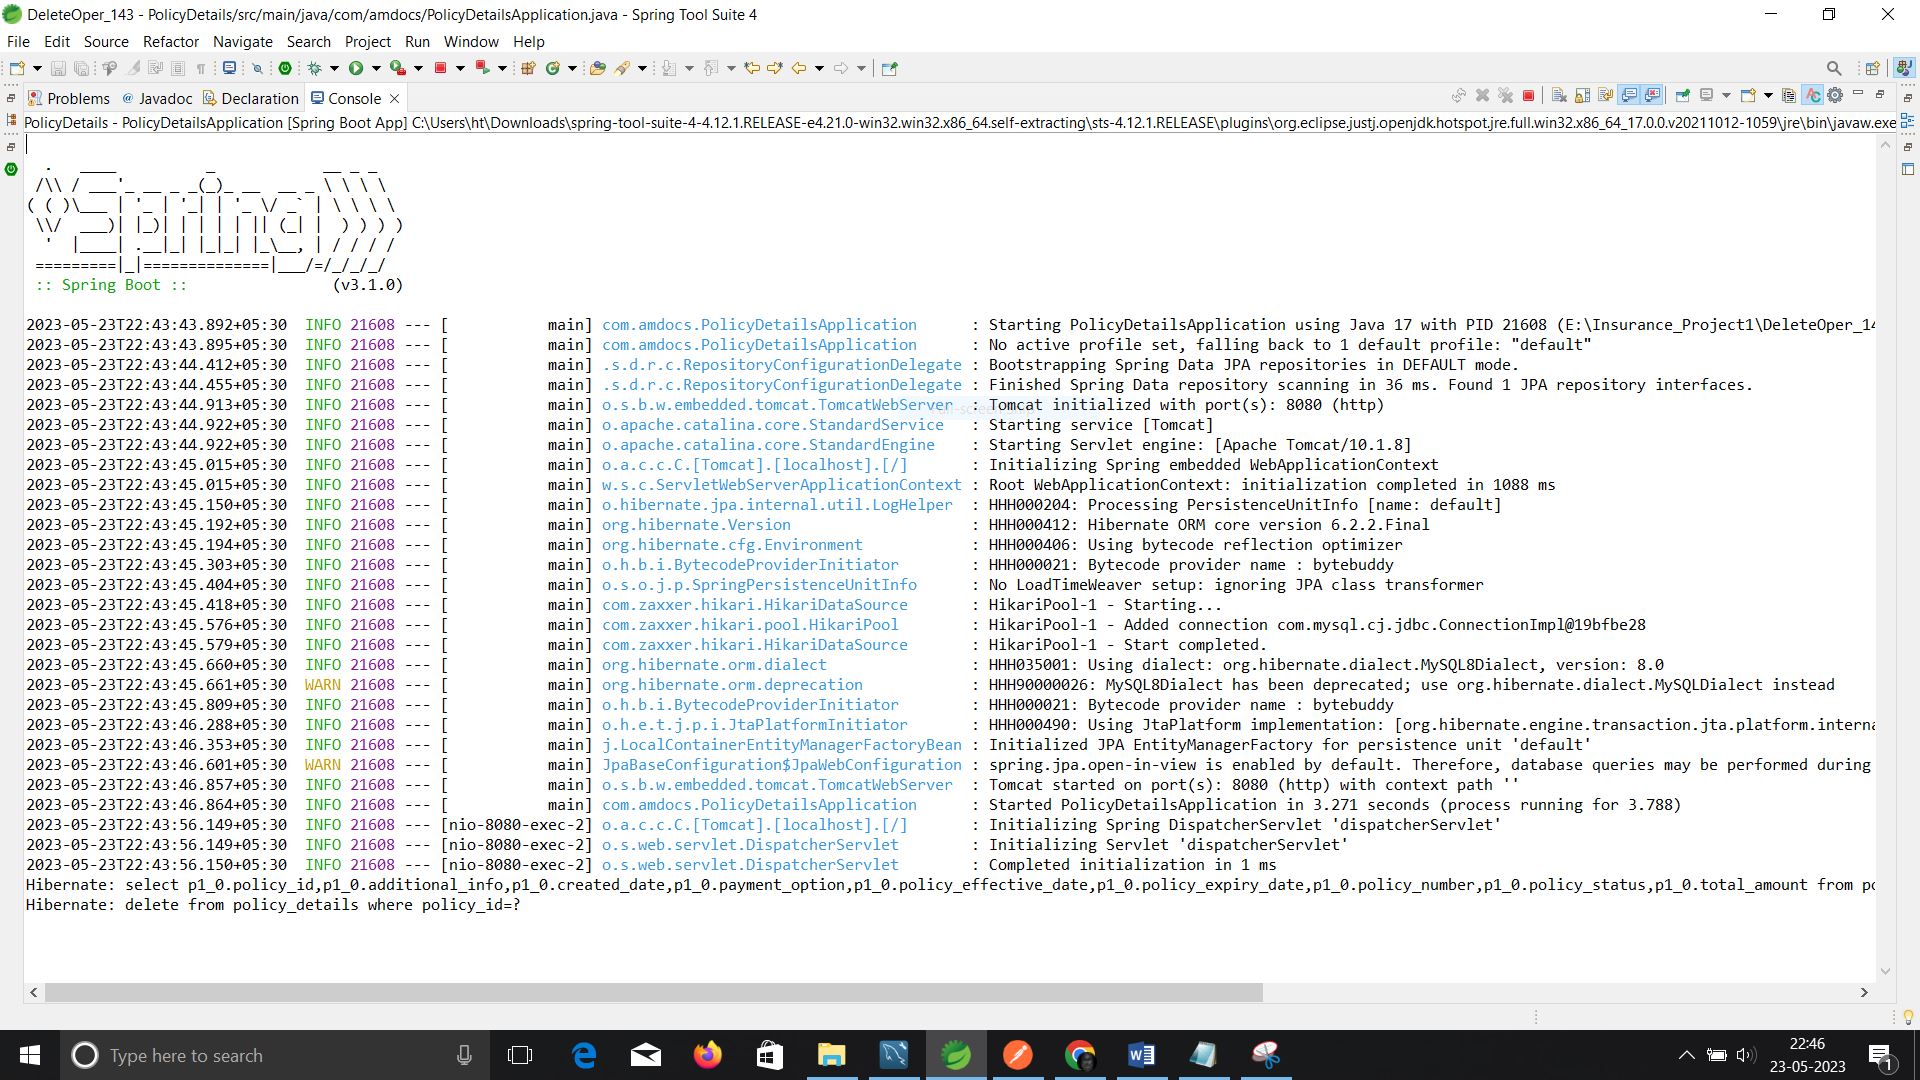 DeleteOper_143 - PolicyDetails/src/main/java/com/amdocs/PolicyDetailsApplication.java - Spring Tool Suite 4
File Edit Source Refactor Navigate Search Project Run Window Help
Problems @ Javadoc Declaration Console
PolicyDetails - PolicyDetailsApplication [Spring Boot App] C:\Users\ht\Downloads\spring-tool-suite-4-4.12.1.RELEASE-e4.21.0-win32.win32.x86_64.self-extracting\sts-4.12.1.RELEASE\plugins\org.eclipse.justj.openjdk.hotspot.jre.full.win32.x86_64_17.0.0.v20211012-1059\jre\bin\javaw.exe
Spring
:: Spring Boot :: (v3.1.0)
2023-05-23T22:43:43.892+05:30 INFO 21608 --- [ main] com.amdocs.PolicyDetailsApplication : Starting PolicyDetailsApplication using Java 17 with PID 21608 (E:\Insurance_Project1\DeleteOper_14
2023-05-23T22:43:43.895+05:30 INFO 21608 --- [ main] com.amdocs.PolicyDetailsApplication : No active profile set, falling back to 1 default profile: "default"
2023-05-23T22:43:44.412+05:30 INFO 21608 --- [ main] .s.d.r.c.RepositoryConfigurationDelegate : Bootstrapping Spring Data JPA repositories in DEFAULT mode.
2023-05-23T22:43:44.455+05:30 INFO 21608 --- [ main] .s.d.r.c.RepositoryConfigurationDelegate : Finished Spring Data repository scanning in 36 ms. Found 1 JPA repository interfaces.
2023-05-23T22:43:44.913+05:30 INFO 21608 --- [ main] o.s.b.w.embedded.tomcat.TomcatWebServer : Tomcat initialized with port(s): 8080 (http)
2023-05-23T22:43:44.922+05:30 INFO 21608 --- [ main] o.apache.catalina.core.StandardService : Starting service [Tomcat]
2023-05-23T22:43:44.922+05:30 INFO 21608 --- [ main] o.apache.catalina.core.StandardEngine : Starting Servlet engine: [Apache Tomcat/10.1.8]
2023-05-23T22:43:45.015+05:30 INFO 21608 --- [ main] o.a.c.c.C.[Tomcat].[localhost].[/] : Initializing Spring embedded WebApplicationContext
2023-05-23T22:43:45.015+05:30 INFO 21608 --- [ main] w.s.c.ServletWebServerApplicationContext : Root WebApplicationContext: initialization completed in 1088 ms
2023-05-23T22:43:45.150+05:30 INFO 21608 --- [ main] o.hibernate.jpa.internal.util.LogHelper : HHH000204: Processing PersistenceUnitInfo [name: default]
2023-05-23T22:43:45.192+05:30 INFO 21608 --- [ main] org.hibernate.Version : HHH000412: Hibernate ORM core version 6.2.2.Final
2023-05-23T22:43:45.194+05:30 INFO 21608 --- [ main] org.hibernate.cfg.Environment : HHH000406: Using bytecode reflection optimizer
2023-05-23T22:43:45.303+05:30 INFO 21608 --- [ main] o.h.b.i.BytecodeProviderInitiator : HHH000021: Bytecode provider name : bytebuddy
2023-05-23T22:43:45.404+05:30 INFO 21608 --- [ main] o.s.o.j.p.SpringPersistenceUnitInfo : No LoadTimeWeaver setup: ignoring JPA class transformer
2023-05-23T22:43:45.418+05:30 INFO 21608 --- [ main] com.zaxxer.hikari.HikariDataSource : HikariPool-1 - Starting...
2023-05-23T22:43:45.576+05:30 INFO 21608 --- [ main] com.zaxxer.hikari.pool.HikariPool : HikariPool-1 - Added connection com.mysql.cj.jdbc.ConnectionImpl@19bfbe28
2023-05-23T22:43:45.579+05:30 INFO 21608 --- [ main] com.zaxxer.hikari.HikariDataSource : HikariPool-1 - Start completed.
2023-05-23T22:43:45.660+05:30 INFO 21608 --- [ main] org.hibernate.orm.dialect : HHH035001: Using dialect: org.hibernate.dialect.MySQL8Dialect, version: 8.0
2023-05-23T22:43:45.661+05:30 WARN 21608 --- [ main] org.hibernate.orm.deprecation : HHH90000026: MySQL8Dialect has been deprecated; use org.hibernate.dialect.MySQLDialect instead
2023-05-23T22:43:45.809+05:30 INFO 21608 --- [ main] o.h.b.i.BytecodeProviderInitiator : HHH000021: Bytecode provider name : bytebuddy
2023-05-23T22:43:46.288+05:30 INFO 21608 --- [ main] o.h.e.t.j.p.i.JtaPlatformInitiator : HHH000490: Using JtaPlatform implementation: [org.hibernate.engine.transaction.jta.platform.interna
2023-05-23T22:43:46.353+05:30 INFO 21608 --- [ main] j.LocalContainerEntityManagerFactoryBean : Initialized JPA EntityManagerFactory for persistence unit 'default'
2023-05-23T22:43:46.601+05:30 WARN 21608 --- [ main] JpaBaseConfiguration$JpaWebConfiguration : spring.jpa.open-in-view is enabled by default. Therefore, database queries may be performed during
2023-05-23T22:43:46.857+05:30 INFO 21608 --- [ main] o.s.b.w.embedded.tomcat.TomcatWebServer : Tomcat started on port(s): 8080 (http) with context path ''
2023-05-23T22:43:46.864+05:30 INFO 21608 --- [ main] com.amdocs.PolicyDetailsApplication : Started PolicyDetailsApplication in 3.271 seconds (process running for 3.788)
2023-05-23T22:43:56.149+05:30 INFO 21608 --- [nio-8080-exec-2] o.a.c.c.C.[Tomcat].[localhost].[/] : Initializing Spring DispatcherServlet 'dispatcherServlet'
2023-05-23T22:43:56.149+05:30 INFO 21608 --- [nio-8080-exec-2] o.s.web.servlet.DispatcherServlet : Initializing Servlet 'dispatcherServlet'
2023-05-23T22:43:56.150+05:30 INFO 21608 --- [nio-8080-exec-2] o.s.web.servlet.DispatcherServlet : Completed initialization in 1 ms
Hibernate: select p1_0.policy_id,p1_0.additional_info,p1_0.created_date,p1_0.payment_option,p1_0.policy_effective_date,p1_0.policy_expiry_date,p1_0.policy_number,p1_0.policy_status,p1_0.total_amount from po
Hibernate: delete from policy_details where policy_id=?
Type here to search
22:46
23-05-2023
1